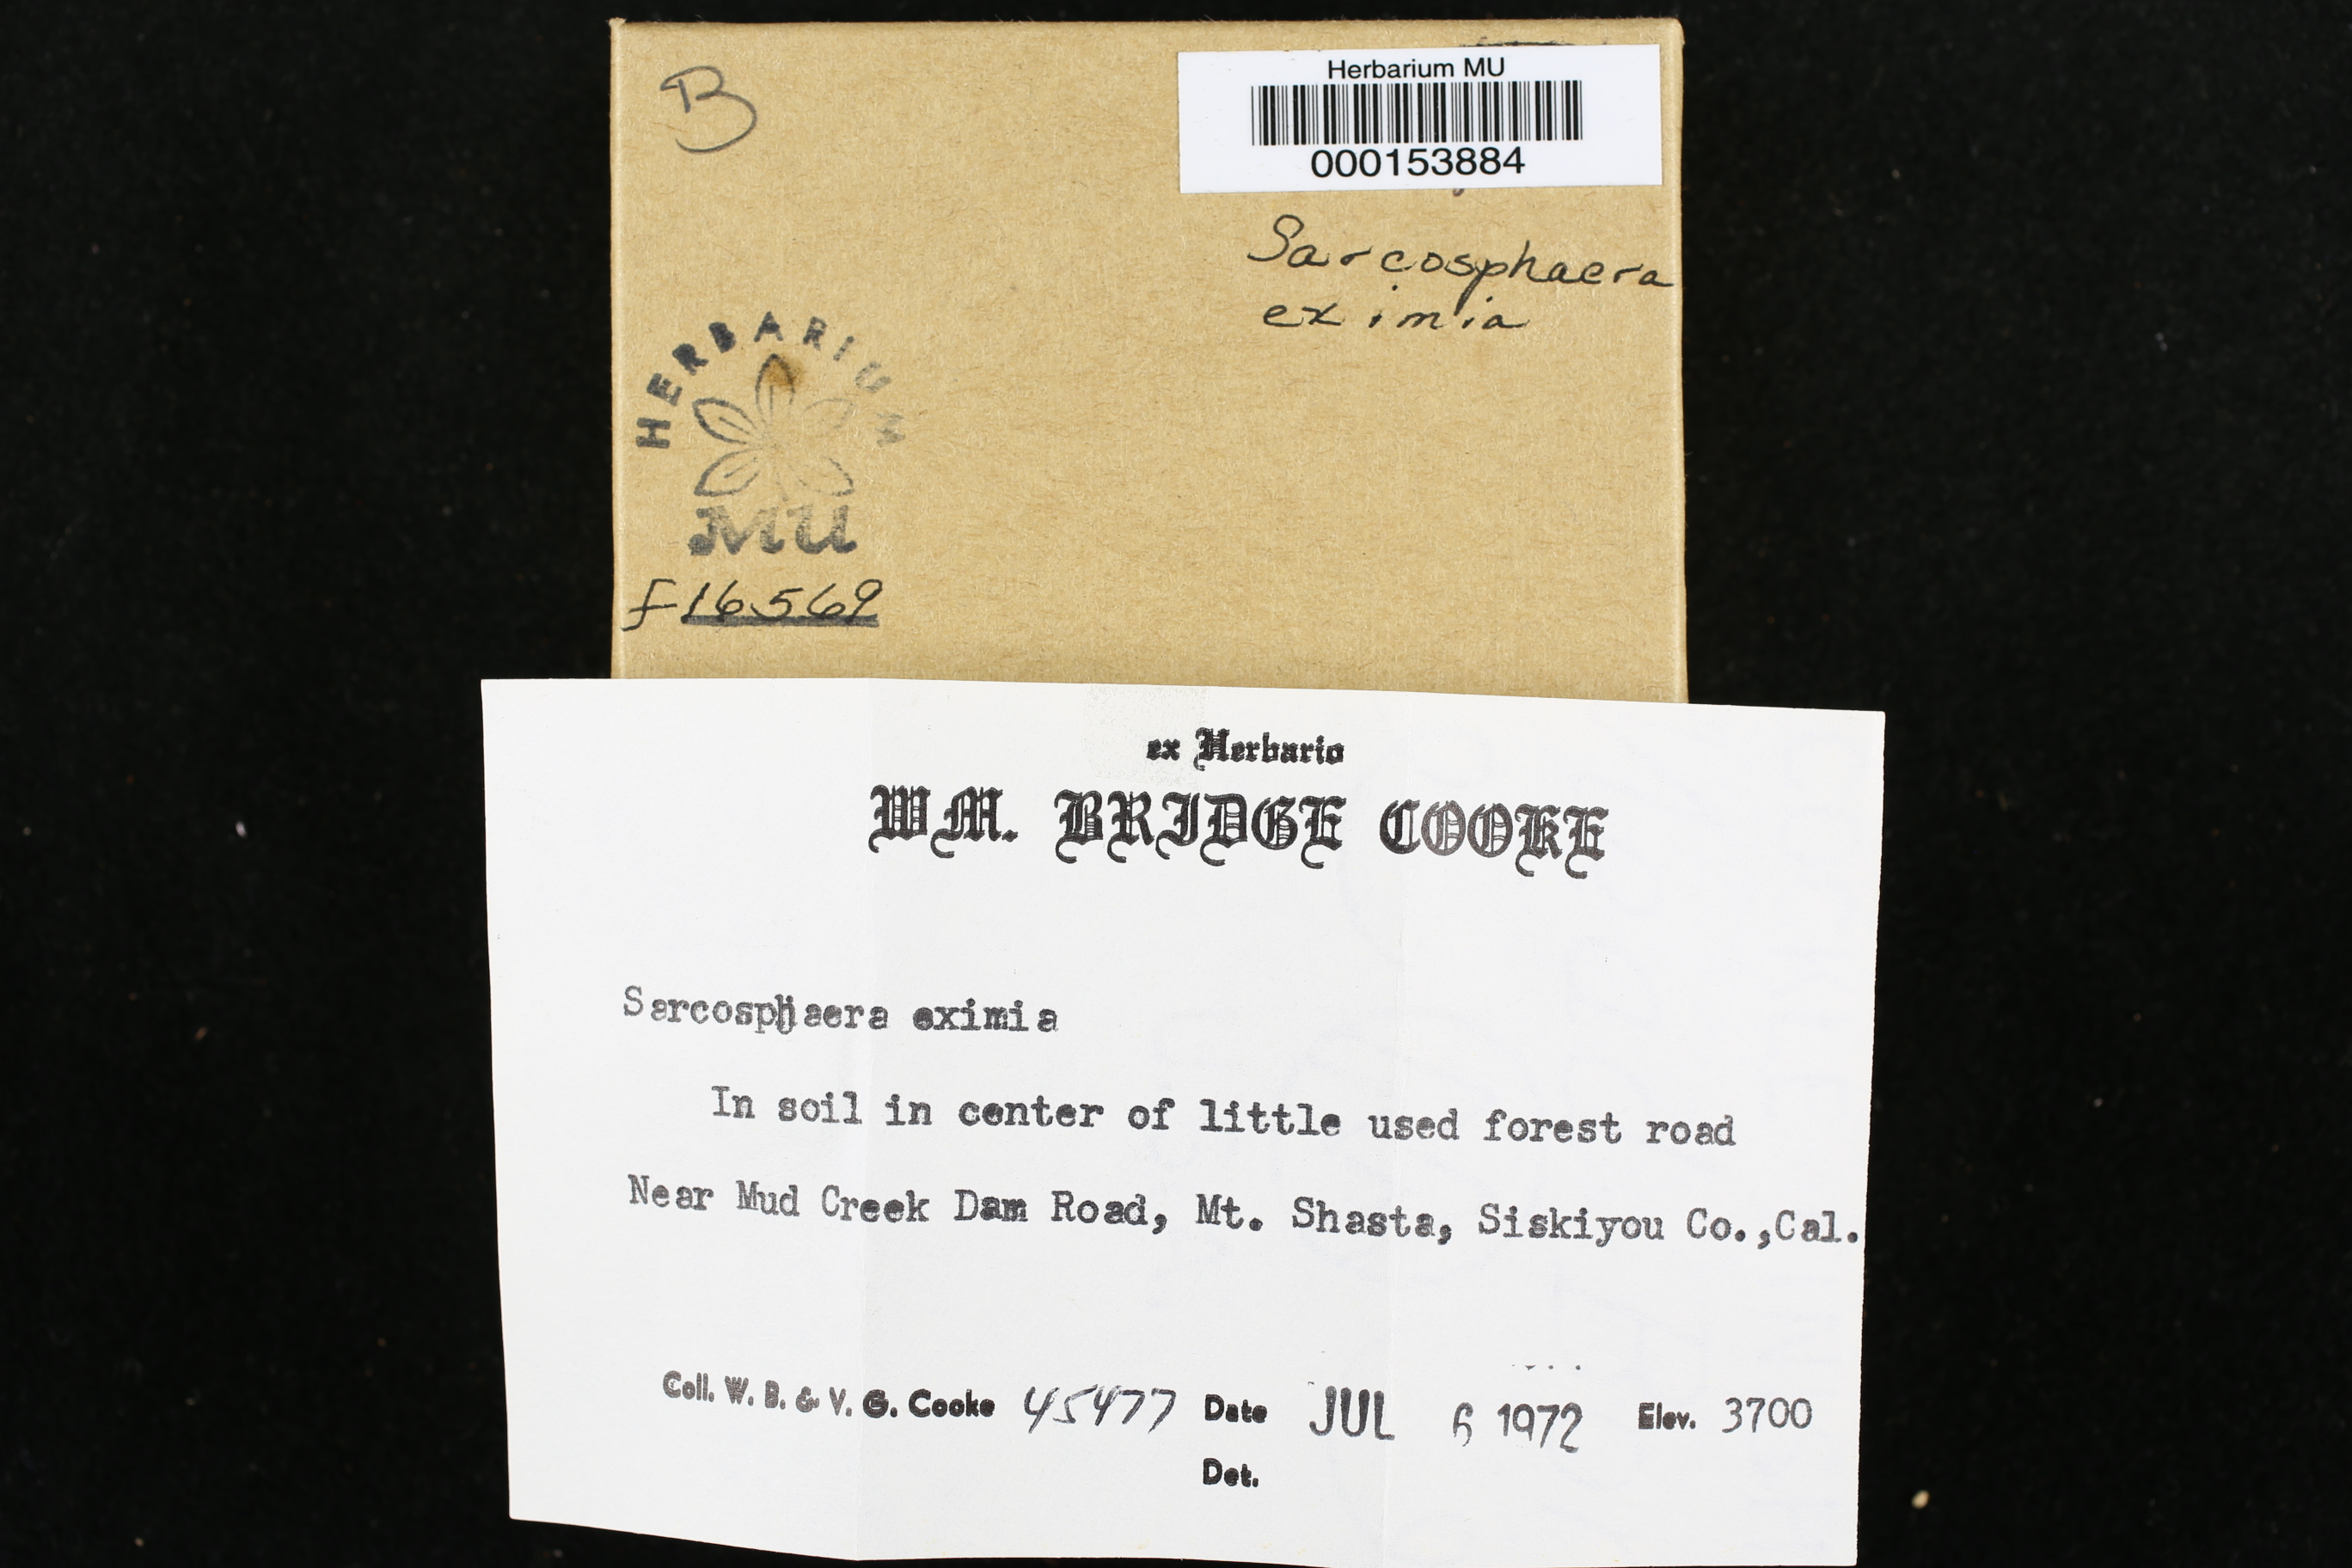 B
Herbarium MU
000153884
Sarcosphaera
eximia
HERBARIUM
MU
f16569
ex Herbario
WM. BRIDGE COOKE
Sarcosphaera eximia
In soil in center of little used forest road
Near Mud Creek Dam Road, Mt. Shasta, Siskiyou Co.,Cal.
Coll. W. B. & V. G. Cooke 45477 Date JUL 6 1972 Elev. 3700
Det.